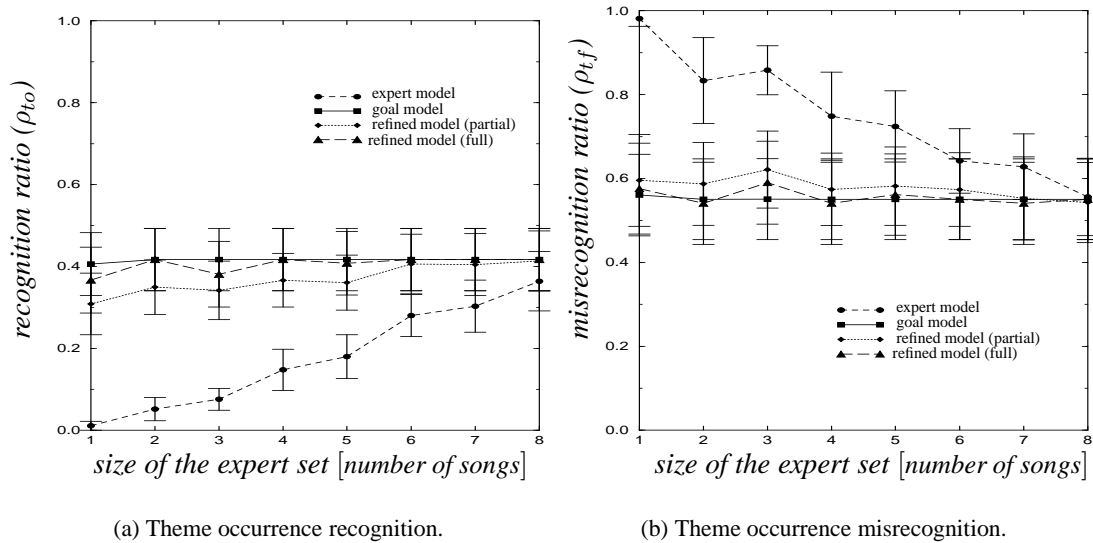 1.0
0.8
0.6
0.4
0.2
0.0
recognition ratio (ρto)
expert model
goal model
refined model (partial)
refined model (full)
1 2 3 4 5 6 7 8
size of the expert set [number of songs]
(a) Theme occurrence recognition.
1.0
0.8
0.6
0.4
0.2
0.0
misrecognition ratio (ρtf)
expert model
goal model
refined model (partial)
refined model (full)
1 2 3 4 5 6 7 8
size of the expert set [number of songs]
(b) Theme occurrence misrecognition.